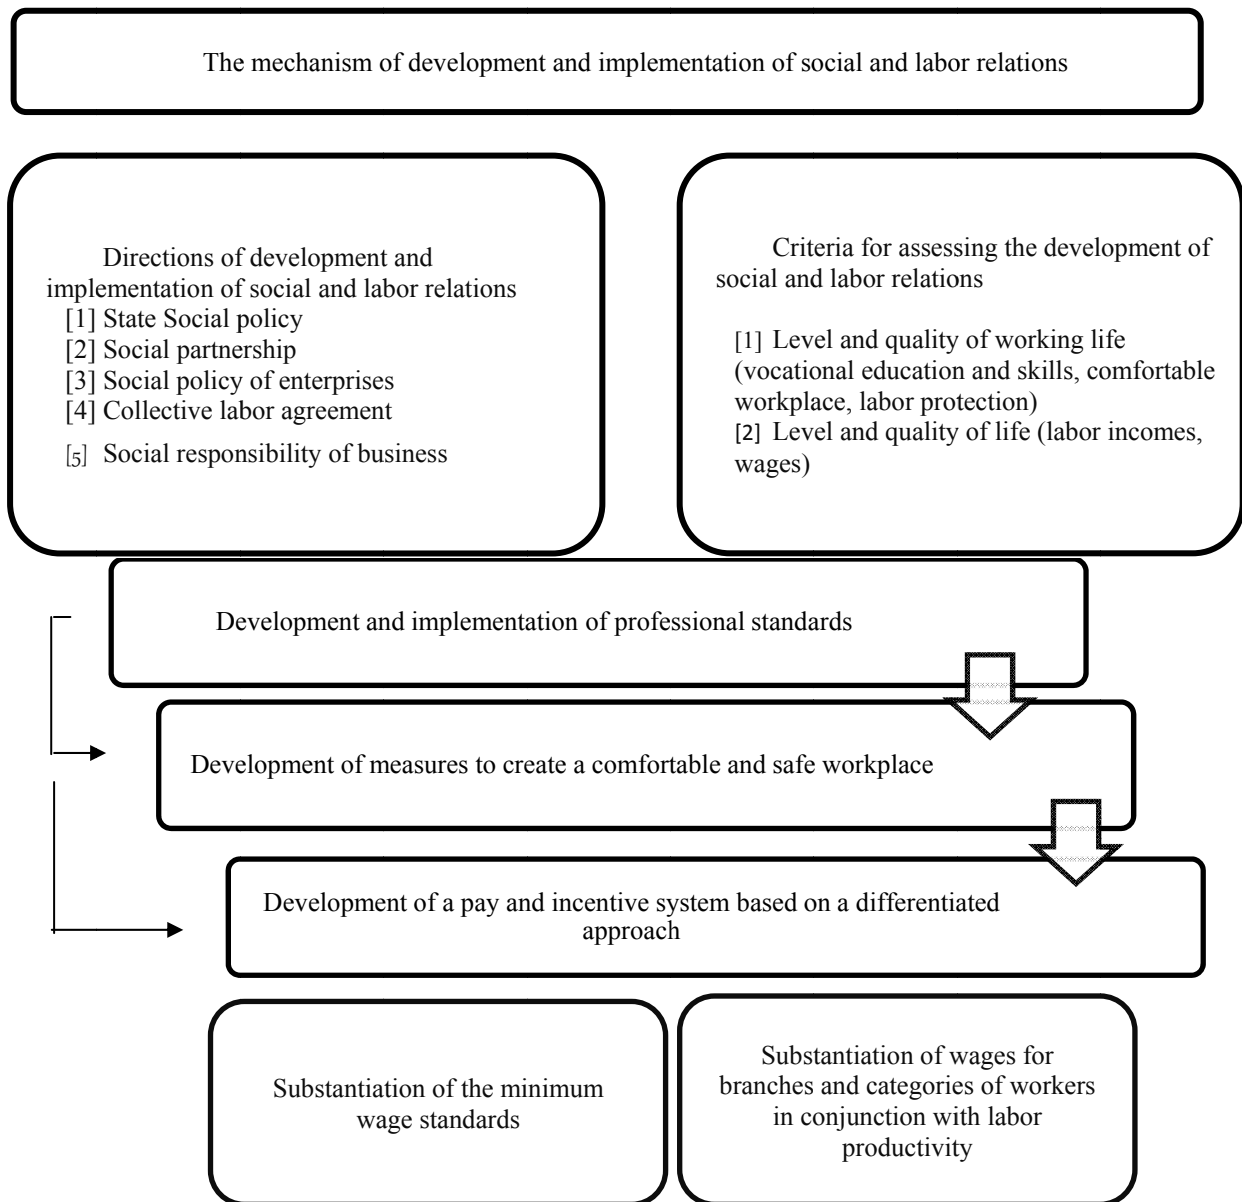 The mechanism of development and implementation of social and labor relations
Directions of development and
implementation of social and labor relations
[1] State Social policy
[2] Social partnership
[3] Social policy of enterprises
[4] Collective labor agreement
[5] Social responsibility of business
Criteria for assessing the development of
social and labor relations
[1] Level and quality of working life
(vocational education and skills, comfortable
workplace, labor protection)
[2] Level and quality of life (labor incomes,
wages)
Development and implementation of professional standards
Development of measures to create a comfortable and safe workplace
Development of a pay and incentive system based on a differentiated
approach
Substantiation of the minimum
wage standards
Substantiation of wages for
branches and categories of workers
in conjunction with labor
productivity